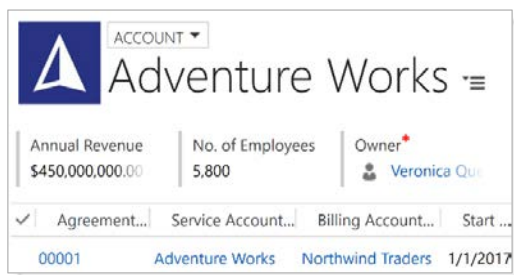 ACCOUNT
Adventure Works
Annual Revenue No. of Employees Owner*
$450,000,000.00 5,800 Veronica
Agreement... Service Account... Billing Account... Start ...
00001 Adventure Works Northwind Traders 1/1/2017